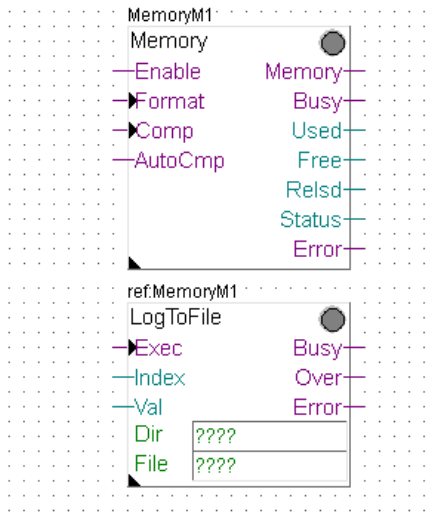 MemoryM1
Memory
Enable Memory
Format Busy
Comp Used
AutoCmp Free
Relsd
Status
Error
ref:MemoryM1
LogToFile
Exec Busy
Index Over
Val Error
Dir ????
File ????